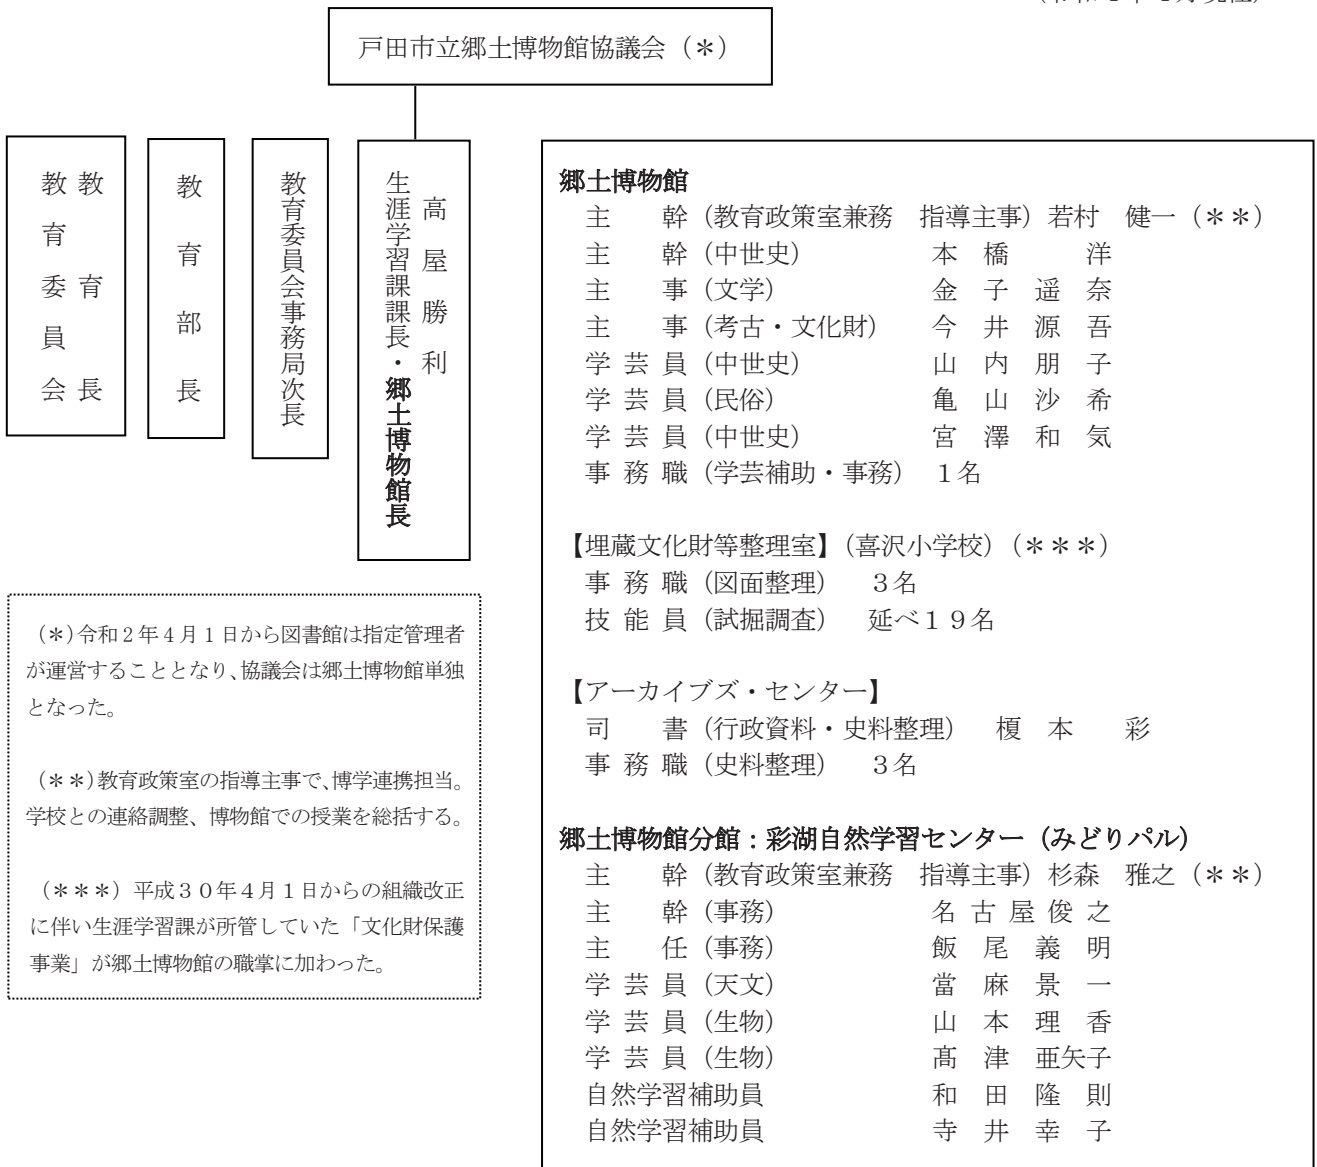 戸田市立郷土博物館協議会（＊）
教育長
教育委員会
教育部長
教育委員会事務局次長
高屋勝利
生涯学習課課長・郷土博物館長
郷土博物館
主　　幹（教育政策室兼務　指導主事）若村　健一（＊＊）
主　　幹（中世史）　本橋　洋
主　　事（文学）　金子遥奈
主　　事（考古・文化財）　今井源吾
学芸員（中世史）　山内朋子
学芸員（民俗）　亀山沙希
学芸員（中世史）　宮澤和気
事務職（学芸補助・事務）　１名
【埋蔵文化財等整理室】（喜沢小学校）（＊＊＊）
事務職（図面整理）　３名
技能員（試掘調査）　延べ１９名
【アーカイブズ・センター】
司　　書（行政資料・史料整理）　榎本　彩
事務職（史料整理）　３名
郷土博物館分館：彩湖自然学習センター（みどりパル）
主　　幹（教育政策室兼務　指導主事）杉森　雅之（＊＊）
主　　幹（事務）　名古屋俊之
主　　任（事務）　飯尾義明
学芸員（天文）　當麻景一
学芸員（生物）　山本理香
学芸員（生物）　髙津亜矢子
自然学習補助員　和田隆則
自然学習補助員　寺井幸子
（＊）令和２年４月１日から図書館は指定管理者
が運営することとなり、協議会は郷土博物館単独
となった。
（＊＊）教育政策室の指導主事で、博学連携担当。
学校との連絡調整、博物館での授業を総括する。
（＊＊＊）平成３０年４月１日からの組織改正
に伴い生涯学習課が所管していた「文化財保護
事業」が郷土博物館の職掌に加わった。